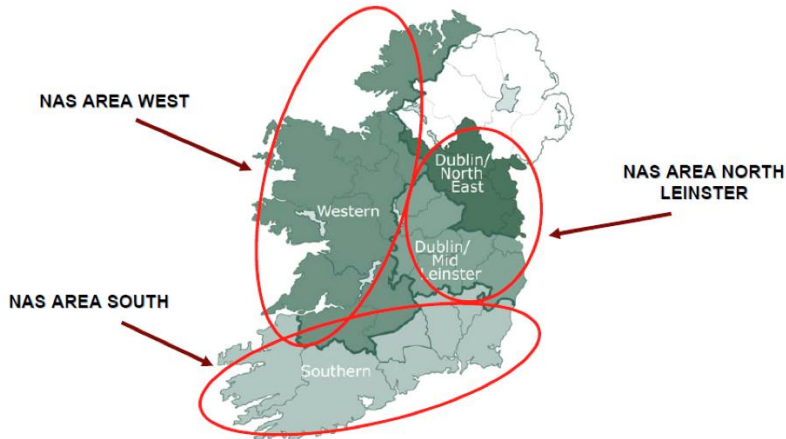 NAS AREA WEST
Dublin/
North
East
NAS AREA NORTH
LEINSTER
Western
Dublin/
Mid
Leinster
NAS AREA SOUTH
Southern